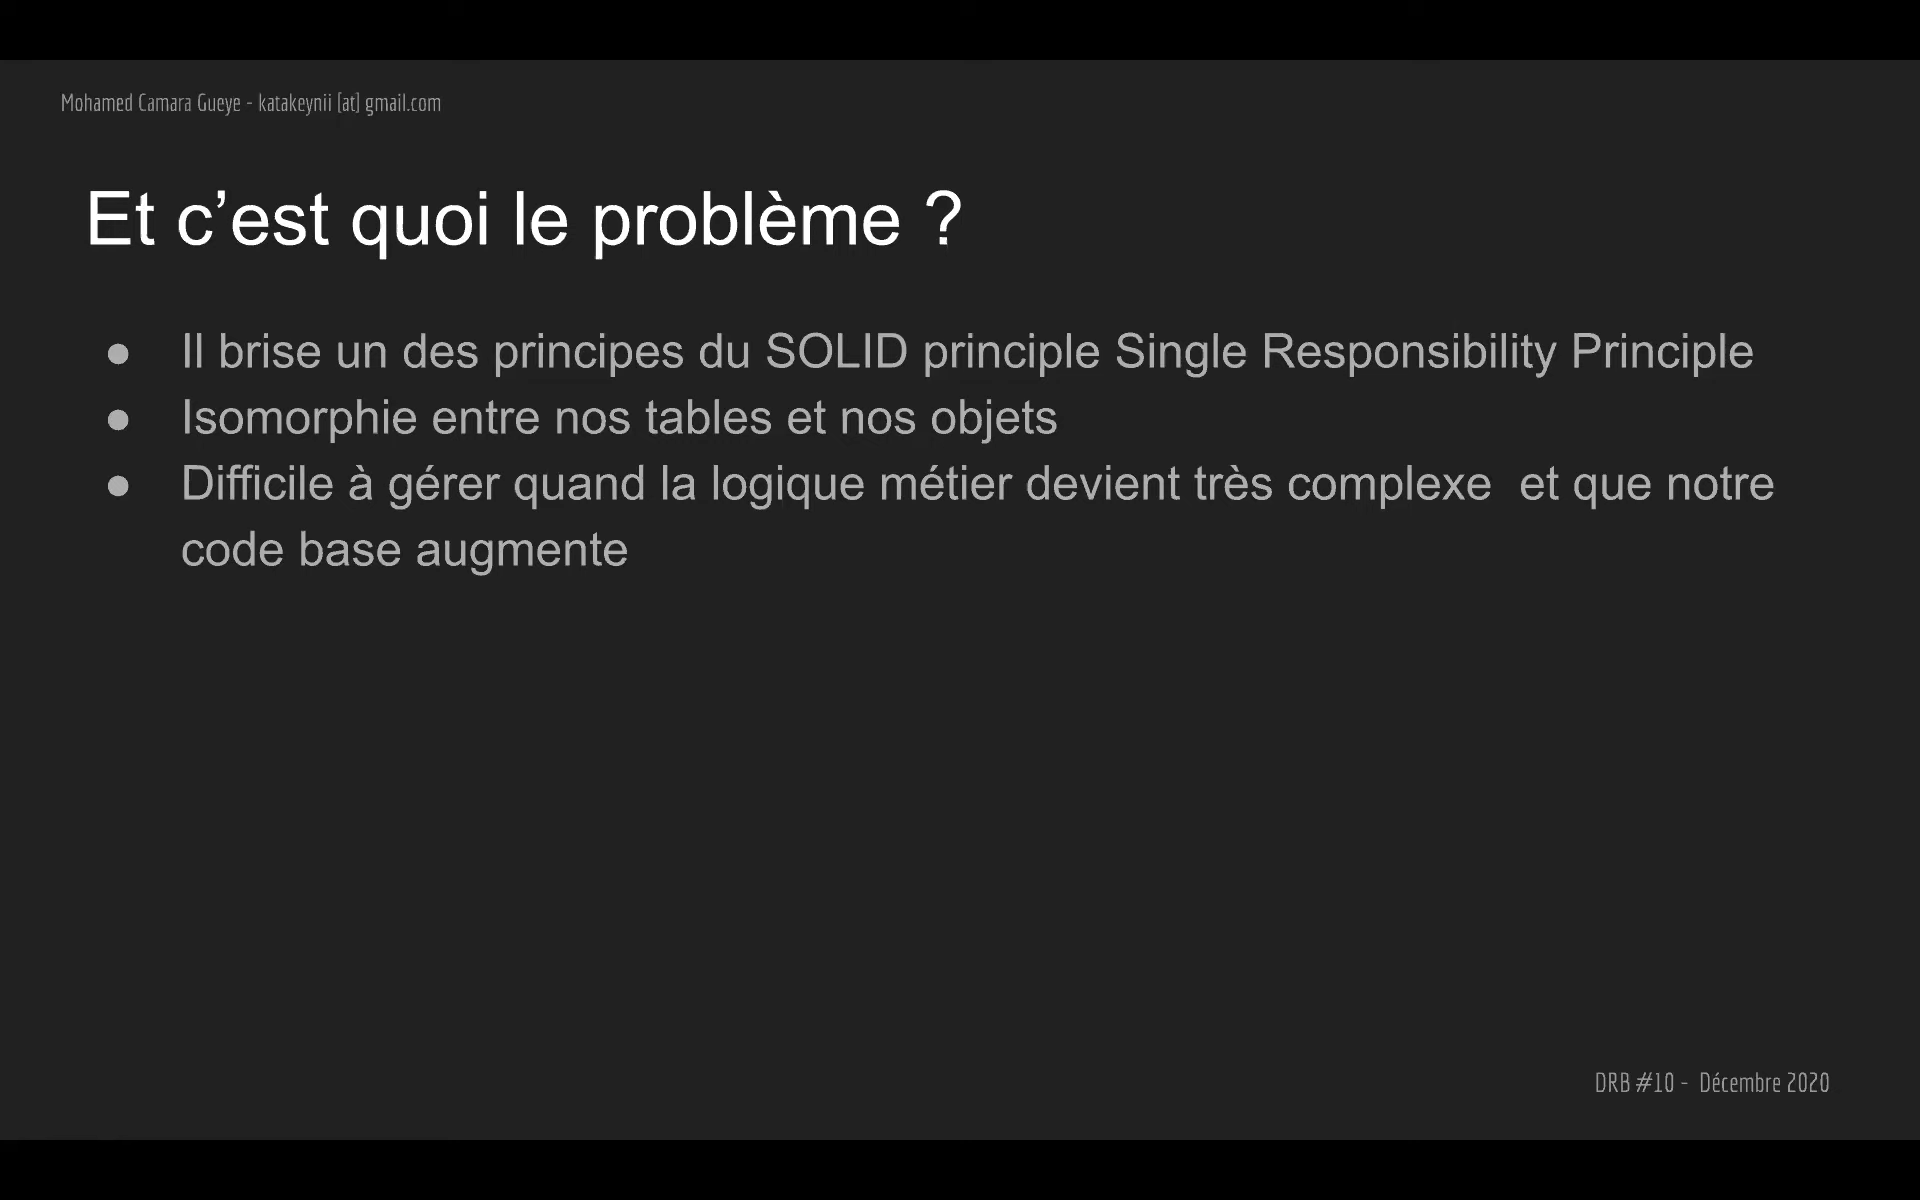 Mohamed Camara Gueye - katakeynii [at] gmail.com
Et c’est quoi le problème ?
● Il brise un des principes du SOLID principle Single Responsibility Principle
● Isomorphie entre nos tables et nos objets
● Difficile à gérer quand la logique métier devient très complexe  et que notre
code base augmente
DRB #10 -  Décembre 2020